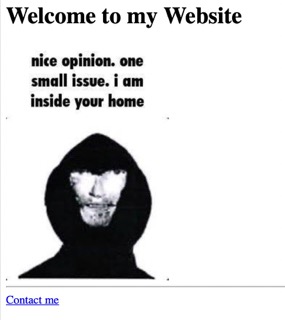 Welcome to my Website
nice opinion. one
small issue. i am
inside your home
Contact me